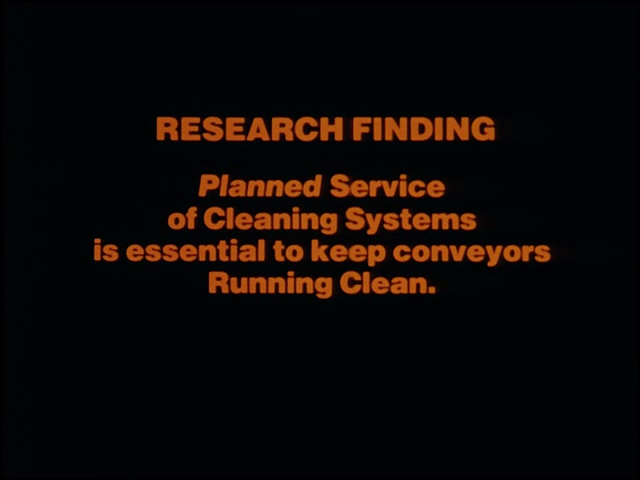 RESEARCH FINDING
Planned Service
of Cleaning Systems
is essential to keep conveyors
Running Clean.